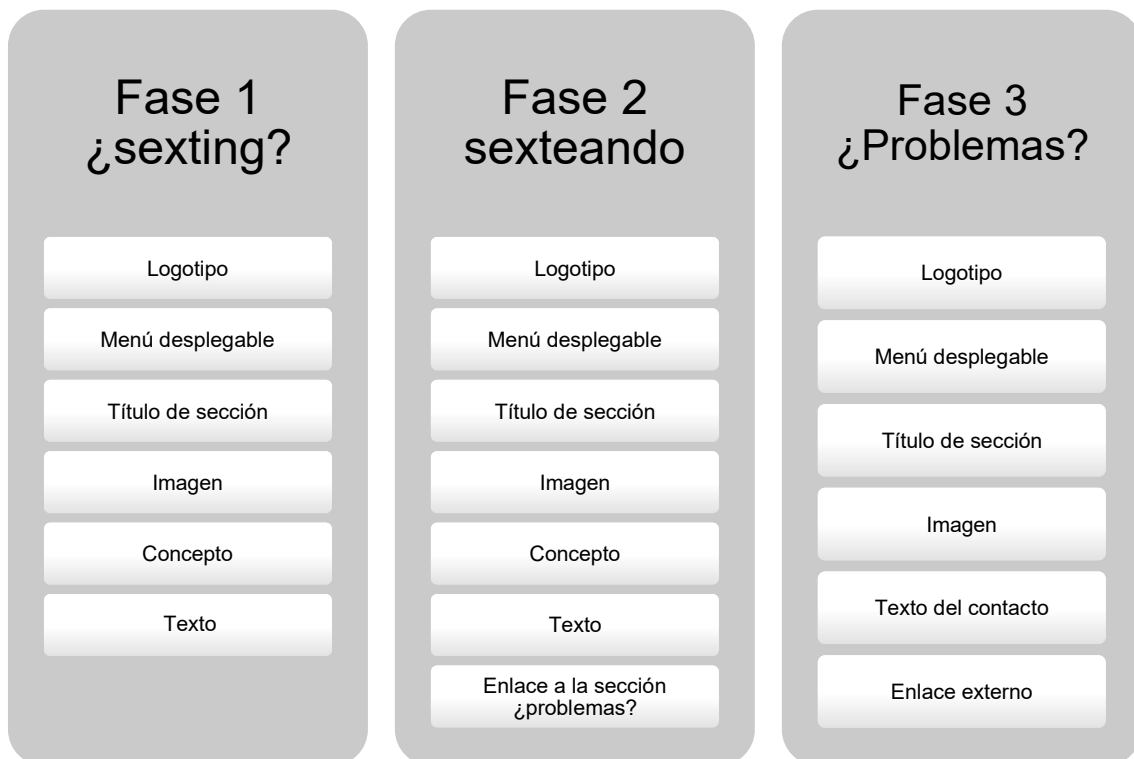 Fase 1
¿sexting?
Logotipo
Menú desplegable
Título de sección
Imagen
Concepto
Texto
Fase 2
sexteando
Logotipo
Menú desplegable
Título de sección
Imagen
Concepto
Texto
Enlace a la sección
¿problemas?
Fase 3
¿Problemas?
Logotipo
Menú desplegable
Título de sección
Imagen
Texto del contacto
Enlace externo